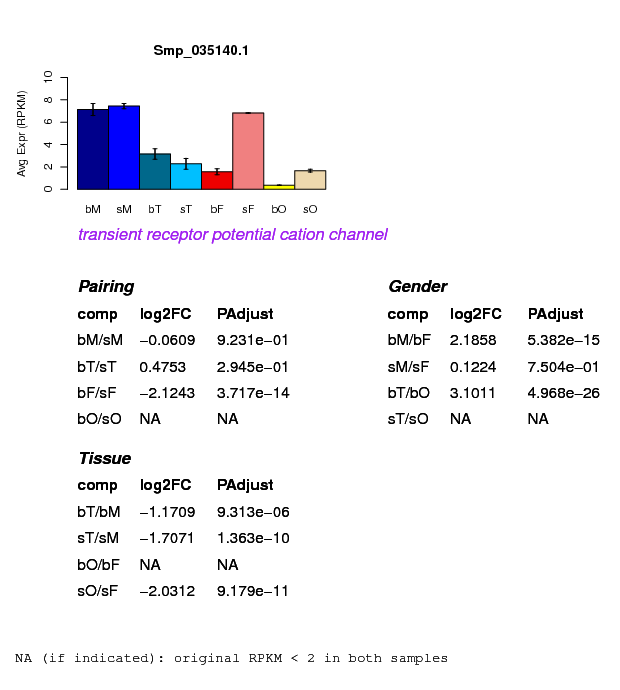 Smp_035140.1
Avg Expr (RPKM)
10
8
6
4
2
0
bM sM bT sT bF sF bO sO
transient receptor potential cation channel
Pairing
comp log2FC PAdjust
bM/sM −0.0609 9.231e−01
bT/sT 0.4753 2.945e−01
bF/sF −2.1243 3.717e−14
bO/sO NA NA
Gender
comp log2FC PAdjust
bM/bF 2.1858 5.382e−15
sM/sF 0.1224 7.504e−01
bT/bO 3.1011 4.968e−26
sT/sO NA NA
Tissue
comp log2FC PAdjust
bT/bM −1.1709 9.313e−06
sT/sM −1.7071 1.363e−10
bO/bF NA NA
sO/sF −2.0312 9.179e−11
NA (if indicated): original RPKM < 2 in both samples